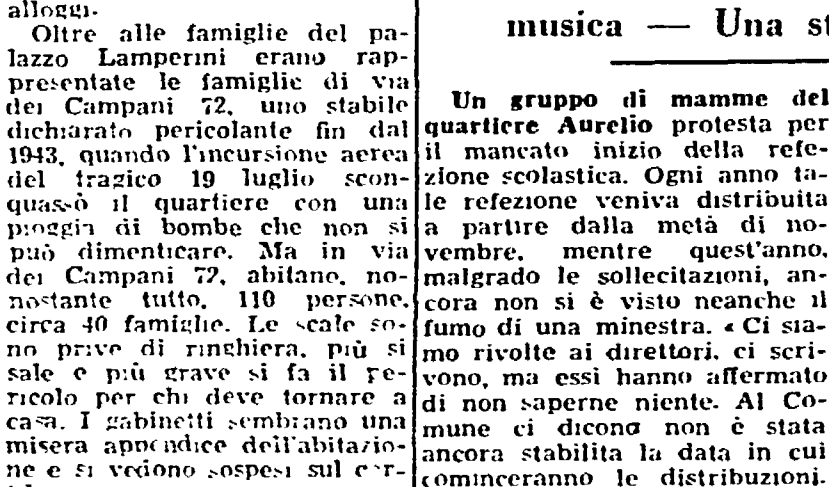 alloggi.
Oltre alle famiglie del pa-
lazzo Lamperini erano rap-
presentate le famiglie di via
dei Campani 72, uno stabile
dichiarato pericolante fin dal
1943, quando l'incursione aerea
del tragico 19 luglio scon-
quassò il quartiere con una
pioggia di bombe che non si
può dimenticare. Ma in via
dei Campani 72, abitano, no-
nostante tutto, 110 persone,
circa 40 famiglie. Le scale so-
no prive di ringhiera, più si
sale e più grave si fa il pe-
ricolo per chi deve tornare a
casa. I gabinetti sembrano una
misera appendice dell'abitazio-
ne e si vedono sospesi sul cor-
musica — Una
Un gruppo di mamme del
quartiere Aurelio protesta per
il mancato inizio della refe-
zione scolastica. Ogni anno ta-
le refezione veniva distribuita
a partire dalla metà di no-
vembre, mentre quest'anno,
malgrado le sollecitazioni, an-
cora non si è visto neanche il
fumo di una minestra. « Ci sia-
mo rivolte ai direttori, ci scri-
vono, ma essi hanno affermato
di non saperne niente. Al Co-
mune ci dicono non è stata
ancora stabilita la data in cui
cominceranno le distribuzioni.